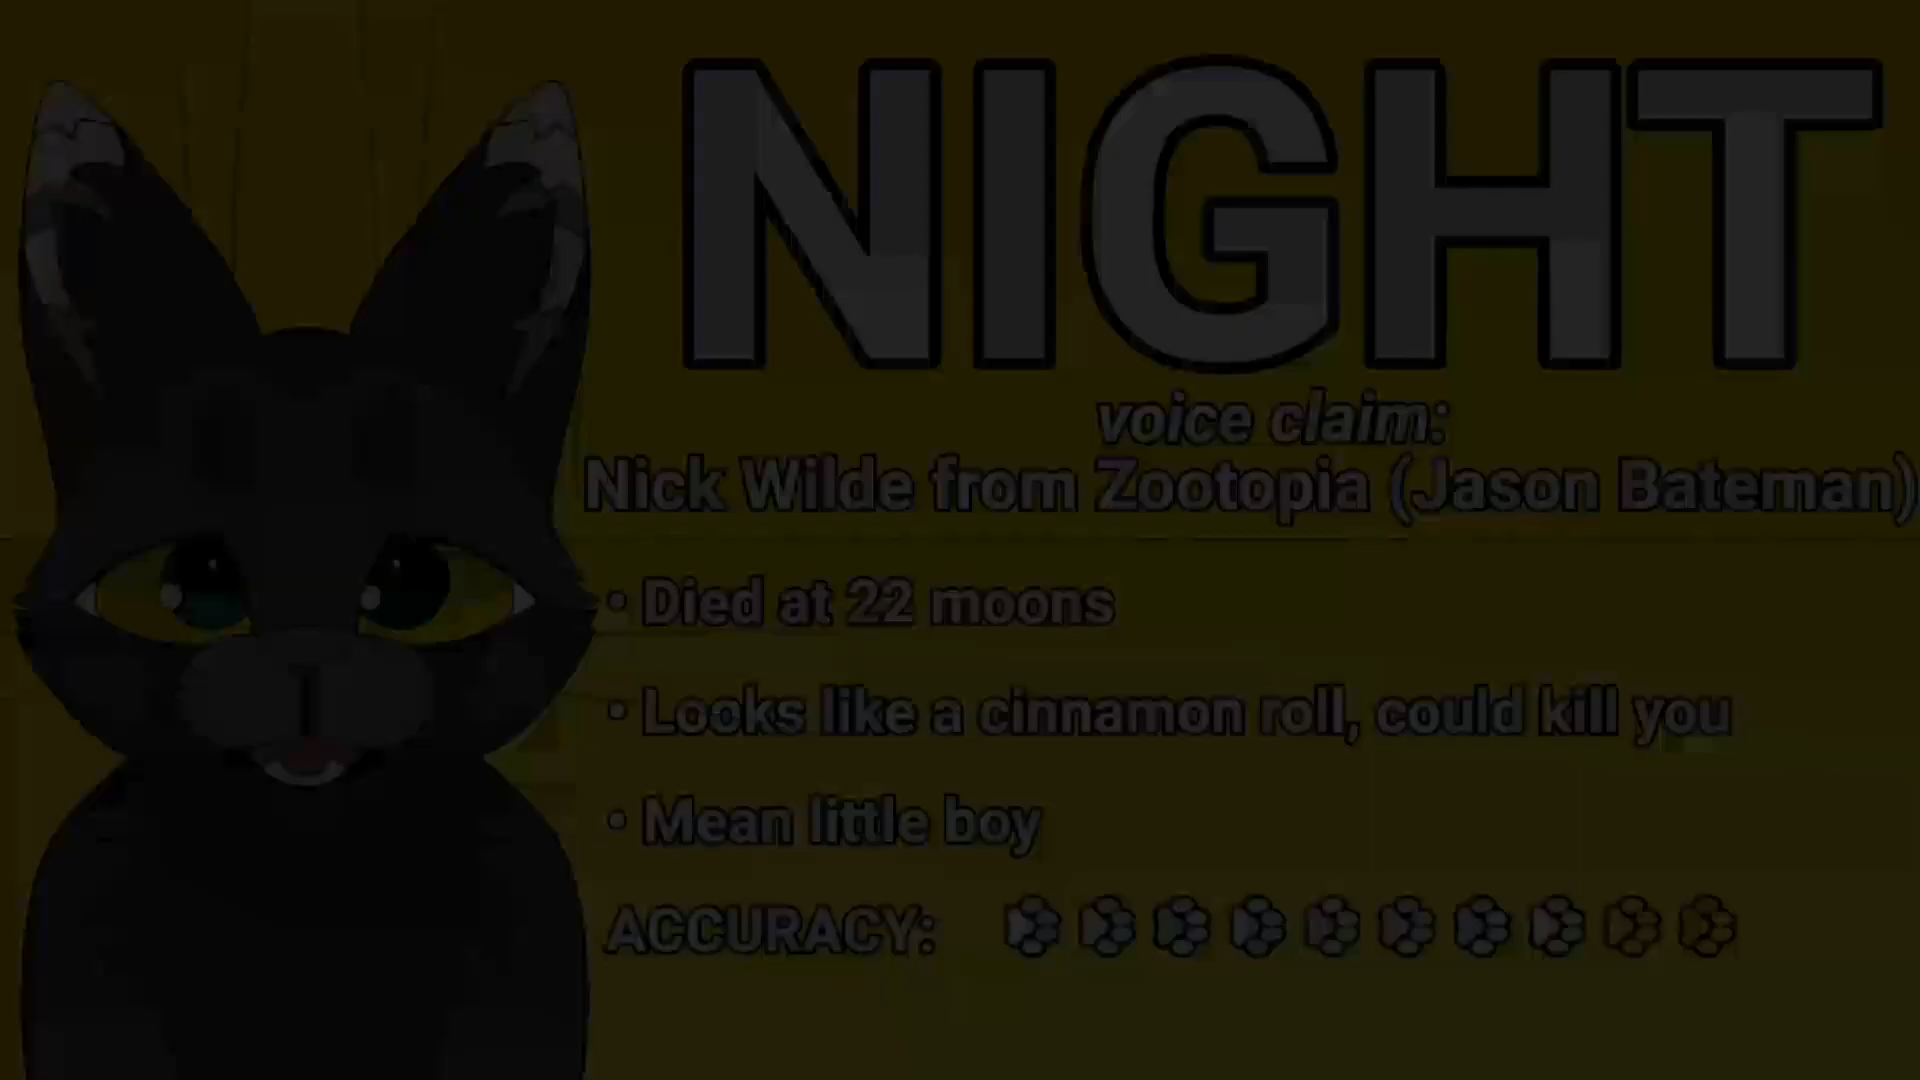 NIGHT
voice claim:
Nick Wilde from Zootopia (Jason Bateman)
• Died at 22 moons
• Looks like a cinnamon roll, could kill you
• Mean little boy
ACCURACY: